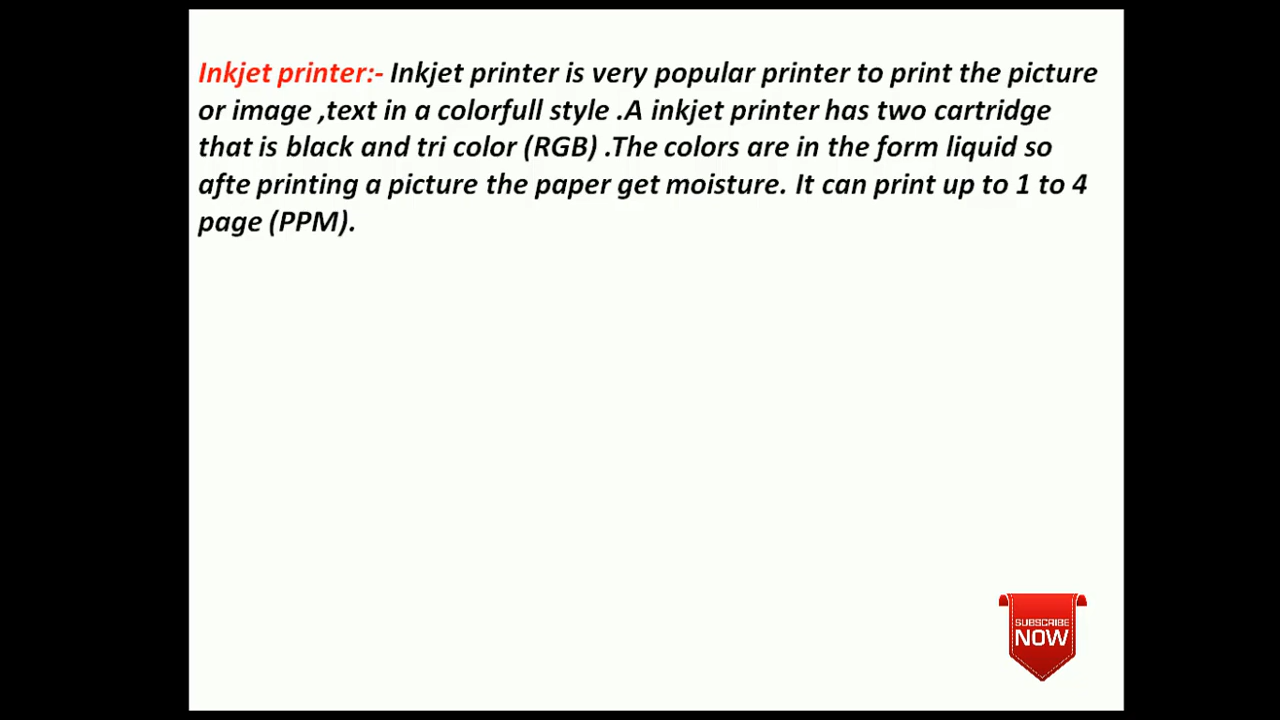 Inkjet printer:- Inkjet printer is very popular printer to print the picture
or image ,text in a colorfull style .A inkjet printer has two cartridge
that is black and tri color (RGB) .The colors are in the form liquid so
afte printing a picture the paper get moisture. It can print up to 1 to 4
page (PPM).
SUBSCRIBE
NOW